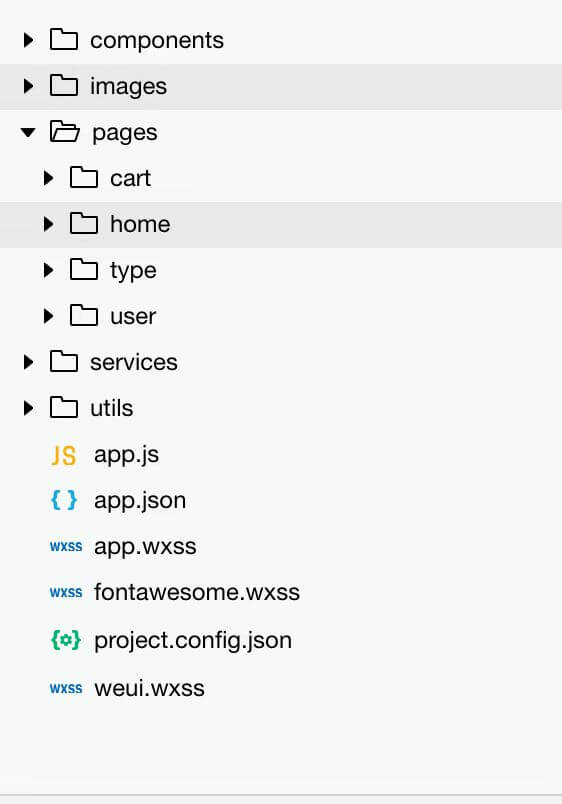 components
images
pages
cart
home
type
user
services
utils
JS app.js
{ } app.json
wxss app.wxss
wxss fontawesome.wxss
project.config.json
wxss weui.wxss